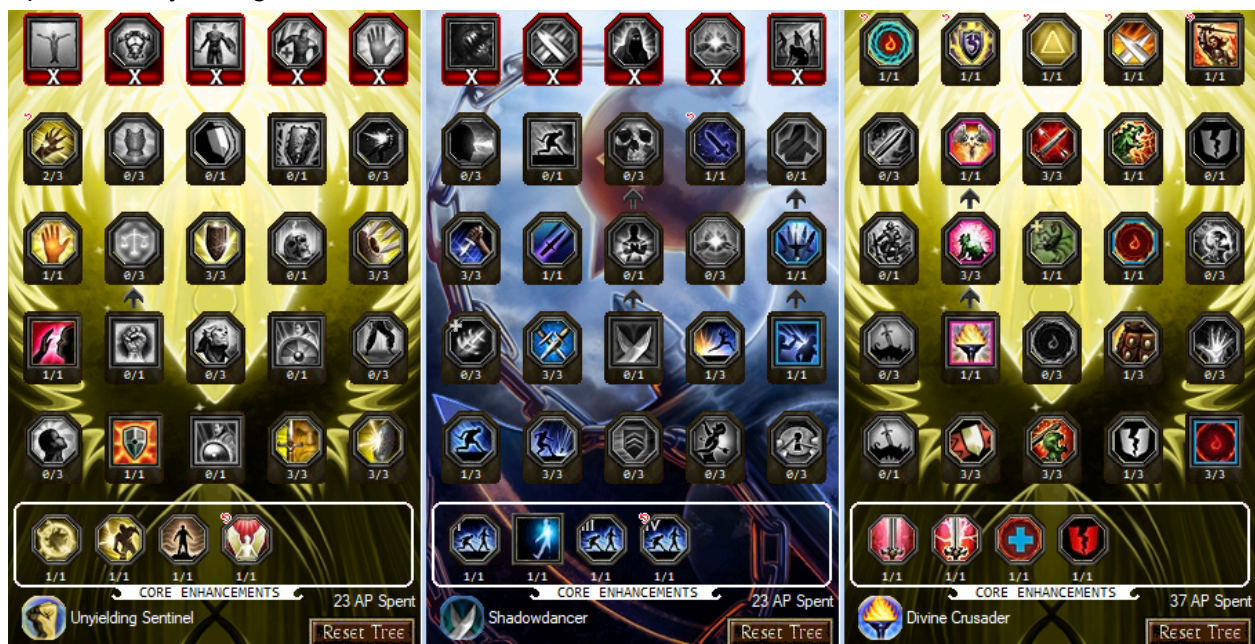 X X X X X
2/3 0/3 0/1 0/1 0/3
1/1 0/3 3/3 0/1 3/3
1/1 0/1 0/3 0/1 0/3
0/3 1/1 0/1 3/3 3/3
1/1 1/1 1/1 1/1
CORE ENHANCEMENTS
23 AP Spent
Unyielding Sentinel
Reset Tree
X X X X X
0/3 0/1 0/3 1/1 0/1
3/3 1/1 0/1 0/3 1/1
0/3 3/3 0/1 1/3 1/1
1/3 3/3 0/3 0/3 0/3
I III IV
1/1 1/1 1/1 1/1
CORE ENHANCEMENTS
23 AP Spent
Shadowdancer
Reset Tree
1/1 1/1 1/1 1/1 1/1
0/3 1/1 3/3 1/1 0/1
0/1 3/3 1/1 1/1 0/3
0/1 1/1 0/3 1/3 0/3
0/1 3/3 3/3 1/3 3/3
1/1 1/1 1/1 1/1
CORE ENHANCEMENTS
37 AP Spent
Divine Crusader
Reset Tree